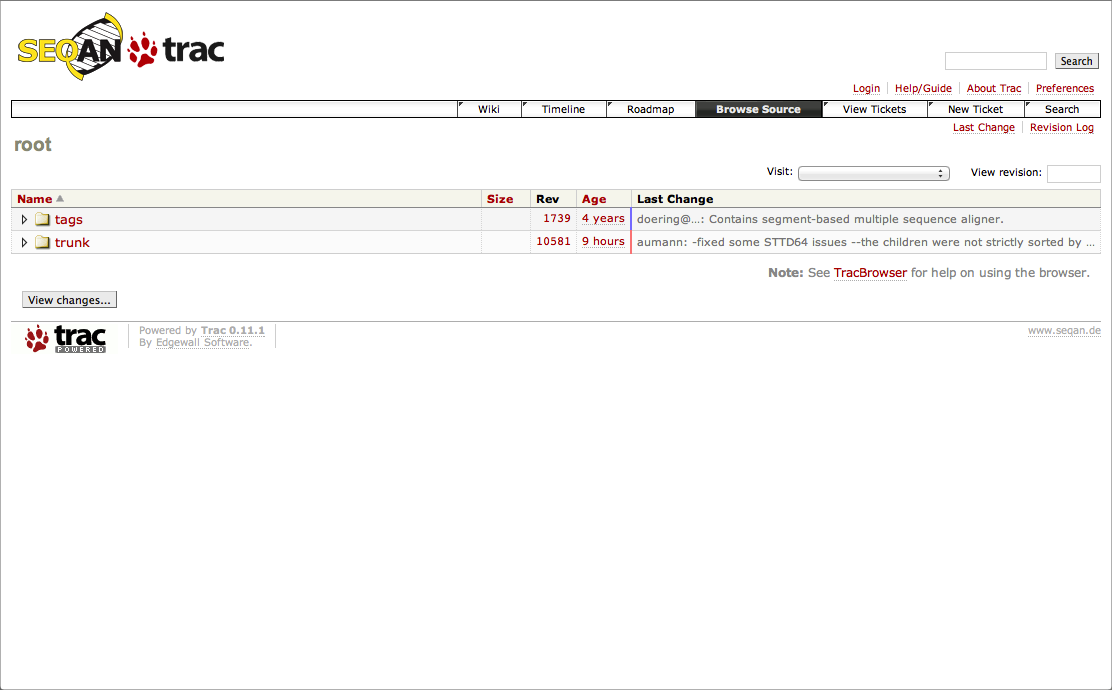 SEQAN trac
Search
Login Help/Guide About Trac Preferences
Wiki Timeline Roadmap Browse Source View Tickets New Ticket Search
Last Change Revision Log
root
Visit: View revision:
Name Size Rev Age Last Change
tags 1739 4 years doering@...: Contains segment-based multiple sequence aligner.
trunk 10581 9 hours aumann: -fixed some STTD64 issues --the children were not strictly sorted by ...
Note: See TracBrowser for help on using the browser.
View changes...
trac POWERED
Powered by Trac 0.11.1
By Edgewall Software.
www.seqan.de